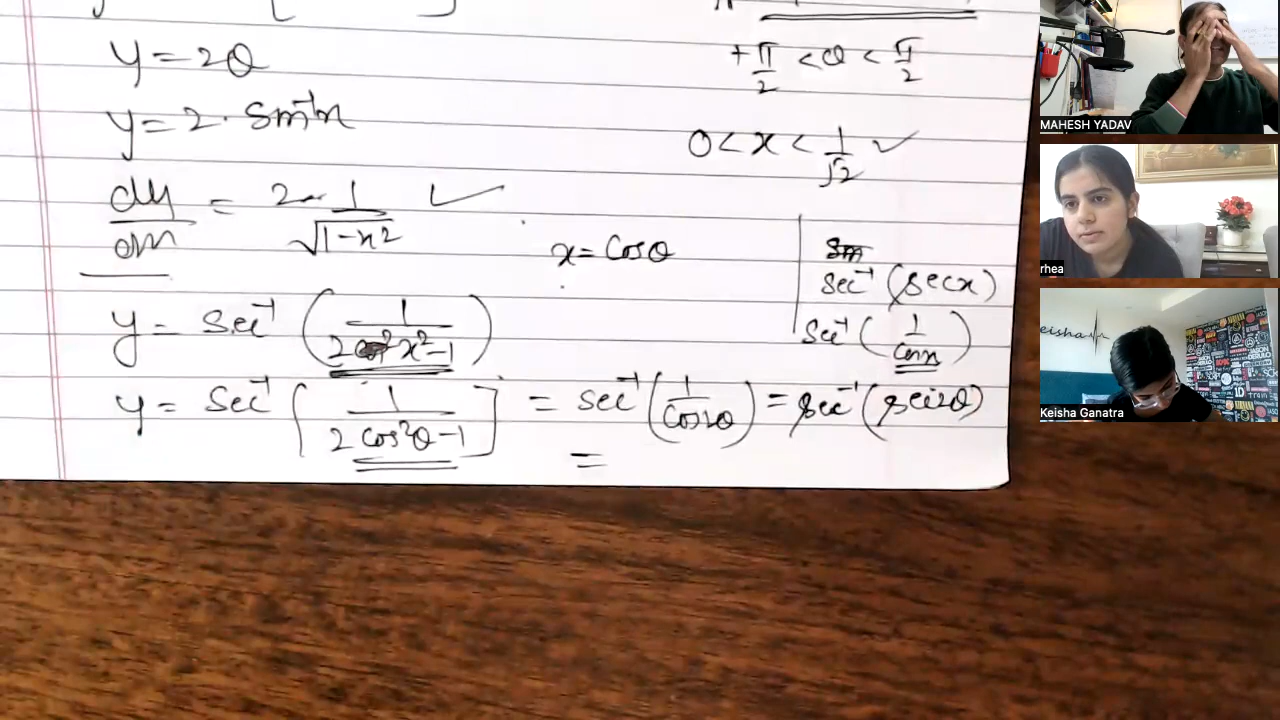 y = 2θ
+π/2 < θ < π/2
y = 2 · Sin⁻¹x
0 < x < 1/√2 ✓
dy/dx = 2 · 1/√(1-x²) ✓
x = Cosθ
Sec⁻¹ (secx)
y = Sec⁻¹ (1/(2x²-1))
Sec⁻¹ (1/cosx)
y = Sec⁻¹ [1/(2cos²θ-1)] = sec⁻¹ (1/Cos2θ) = sec⁻¹ (sec2θ)
=
MAHESH YADAV
rhea
eisha
Keisha Ganatra